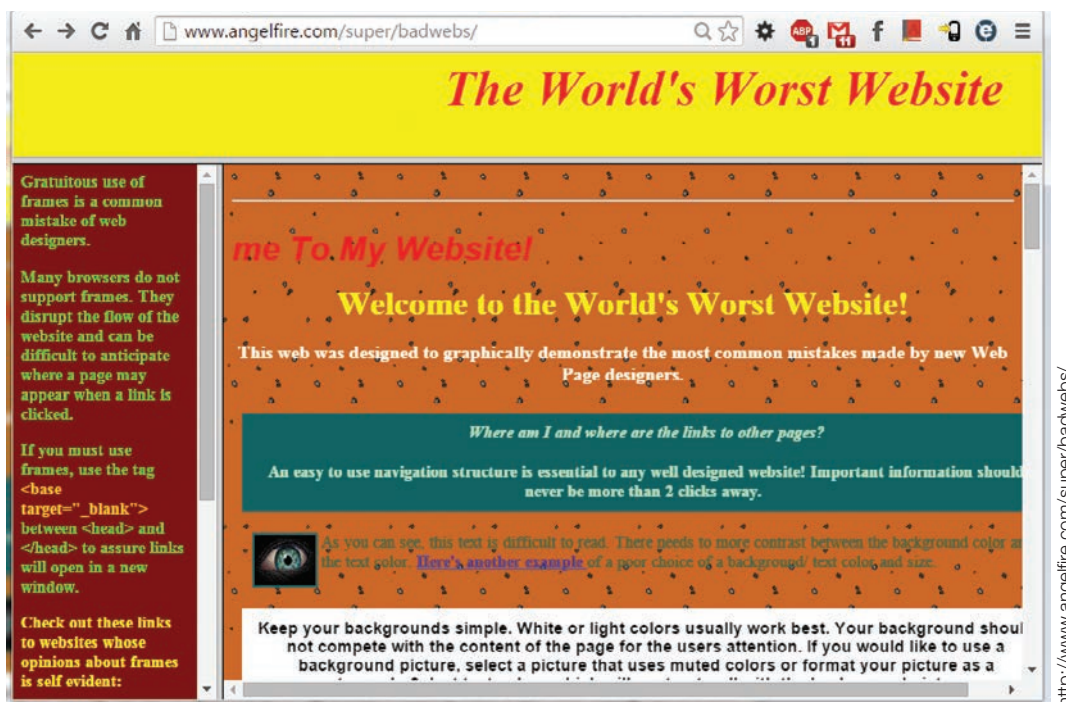 www.angelfire.com/super/badwebs/
ABP
1
M
11
f
e
The World's Worst Website
Gratuitous use of
frames is a common
mistake of web
designers.
Many browsers do not
support frames. They
disrupt the flow of the
website and can be
difficult to anticipate
where a page may
appear when a link is
clicked.
If you must use
frames, use the tag
<base
target="_blank">
between <head> and
</head> to assure links
will open in a new
window.
Check out these links
to websites whose
opinions about frames
is self evident:
me To My Website!
Welcome to the World's Worst Website!
This web was designed to graphically demonstrate the most common mistakes made by new Web
Page designers.
Where am I and where are the links to other pages?
An easy to use navigation structure is essential to any well designed website! Important information should
never be more than 2 clicks away.
As you can see, this text is difficult to read. There needs to more contrast between the background color an
the text color. Here's another example of a poor choice of a background/ text color and size.
Keep your backgrounds simple. White or light colors usually work best. Your background shoul
not compete with the content of the page for the users attention. If you would like to use a
background picture, select a picture that uses muted colors or format your picture as a
http://www.angelfire.com/super/badwebs/